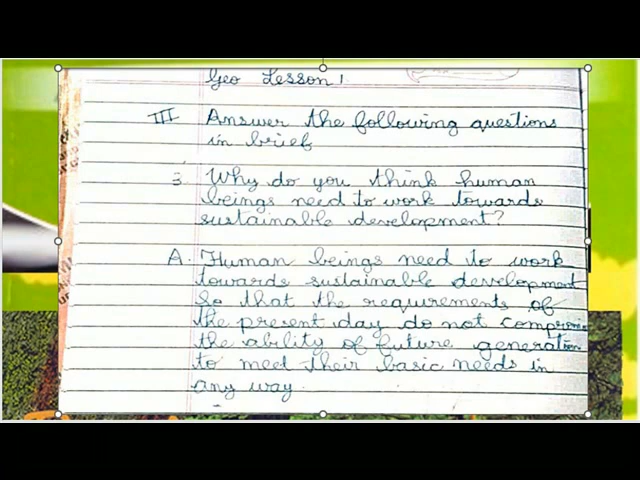 Geo Lesson 1
III Answer the following questions
in brief
3. Why do you think human
beings need to work towards
sustainable development?
A. Human beings need to work
towards sustainable development
So that the requirements of
the present day do not compromi
the ability of future generation
to meet their basic needs in
any way.